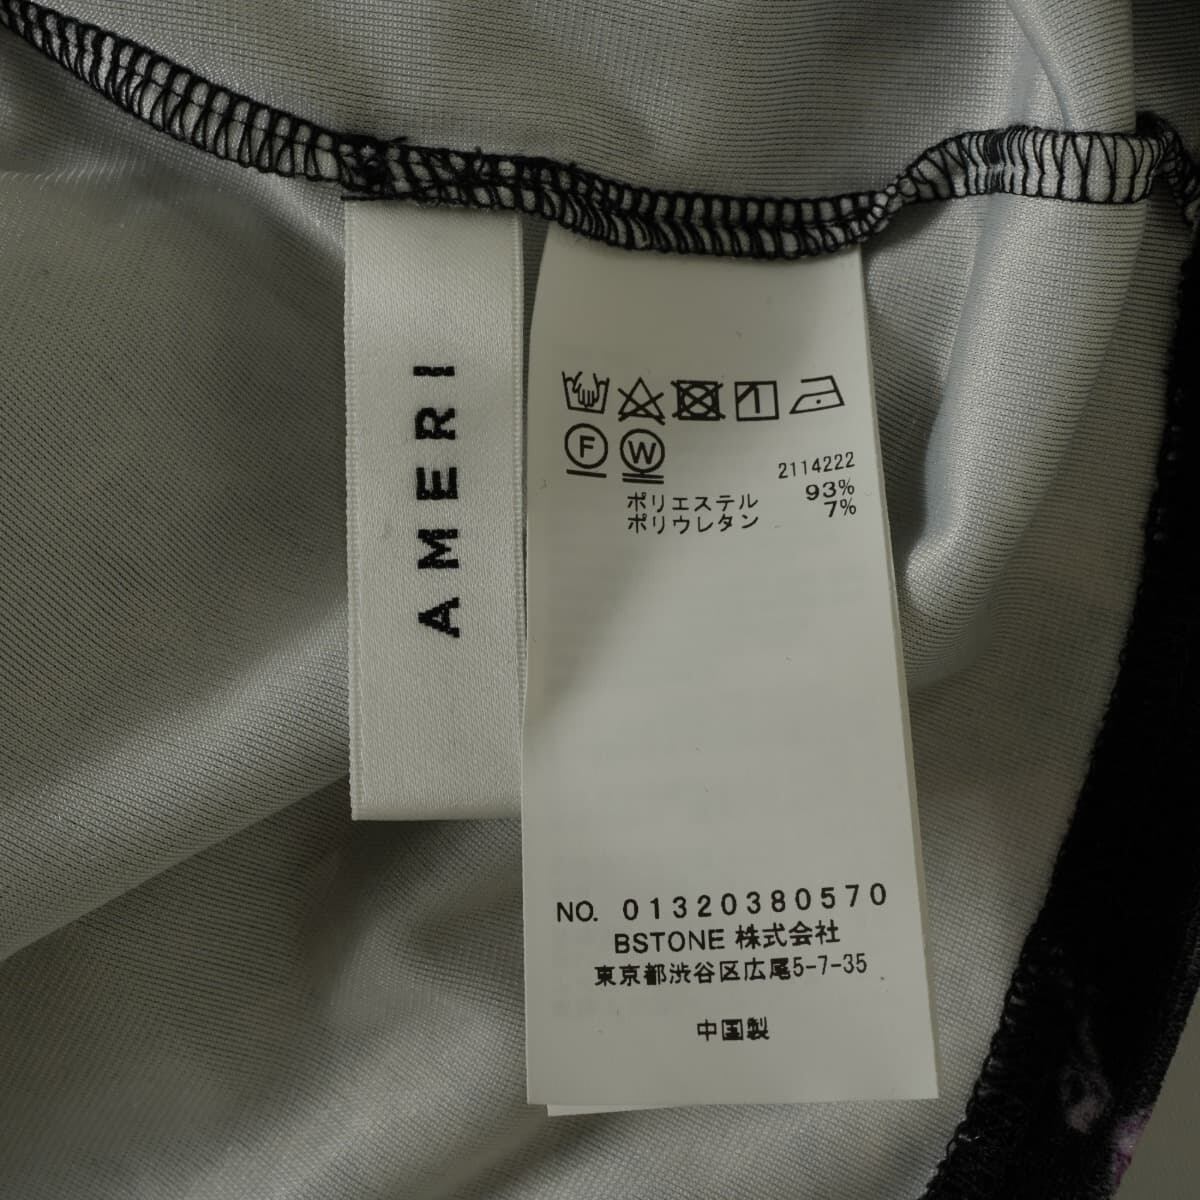 AMERI
F W
2114222
ポリエステル 93%
ポリウレタン 7%
NO. 01320380570
BSTONE 株式会社
東京都渋谷区広尾5-7-35
中国製